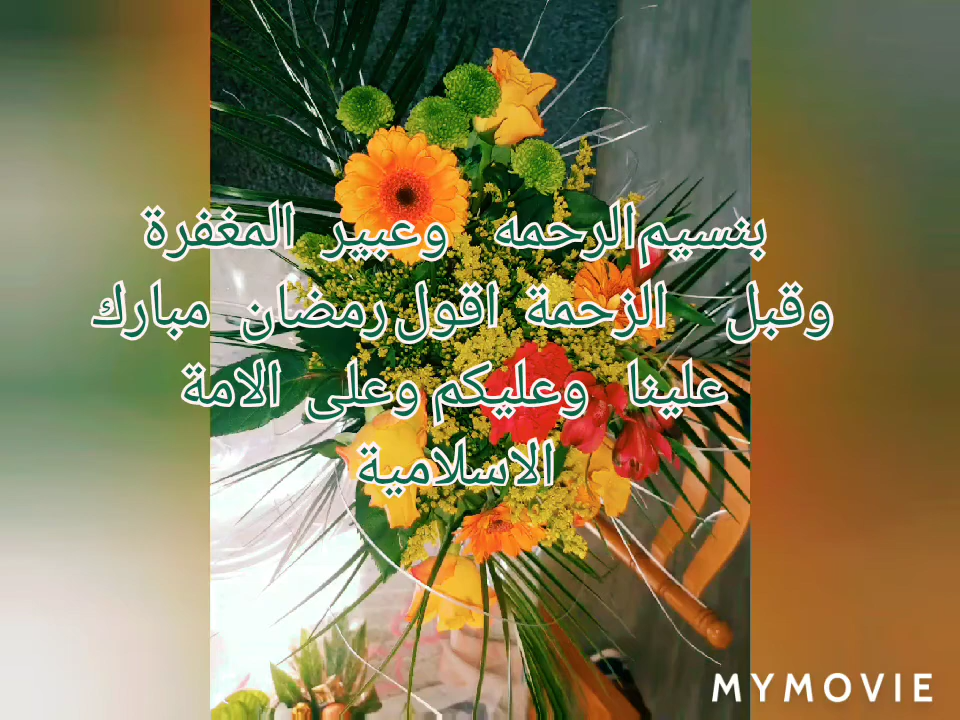 بنسيم الرحمه وعبير المغفرة
وقبل الزحمة اقول رمضان مبارك
علينا وعليكم وعلى الامة
الاسلامية
MYMOVIE